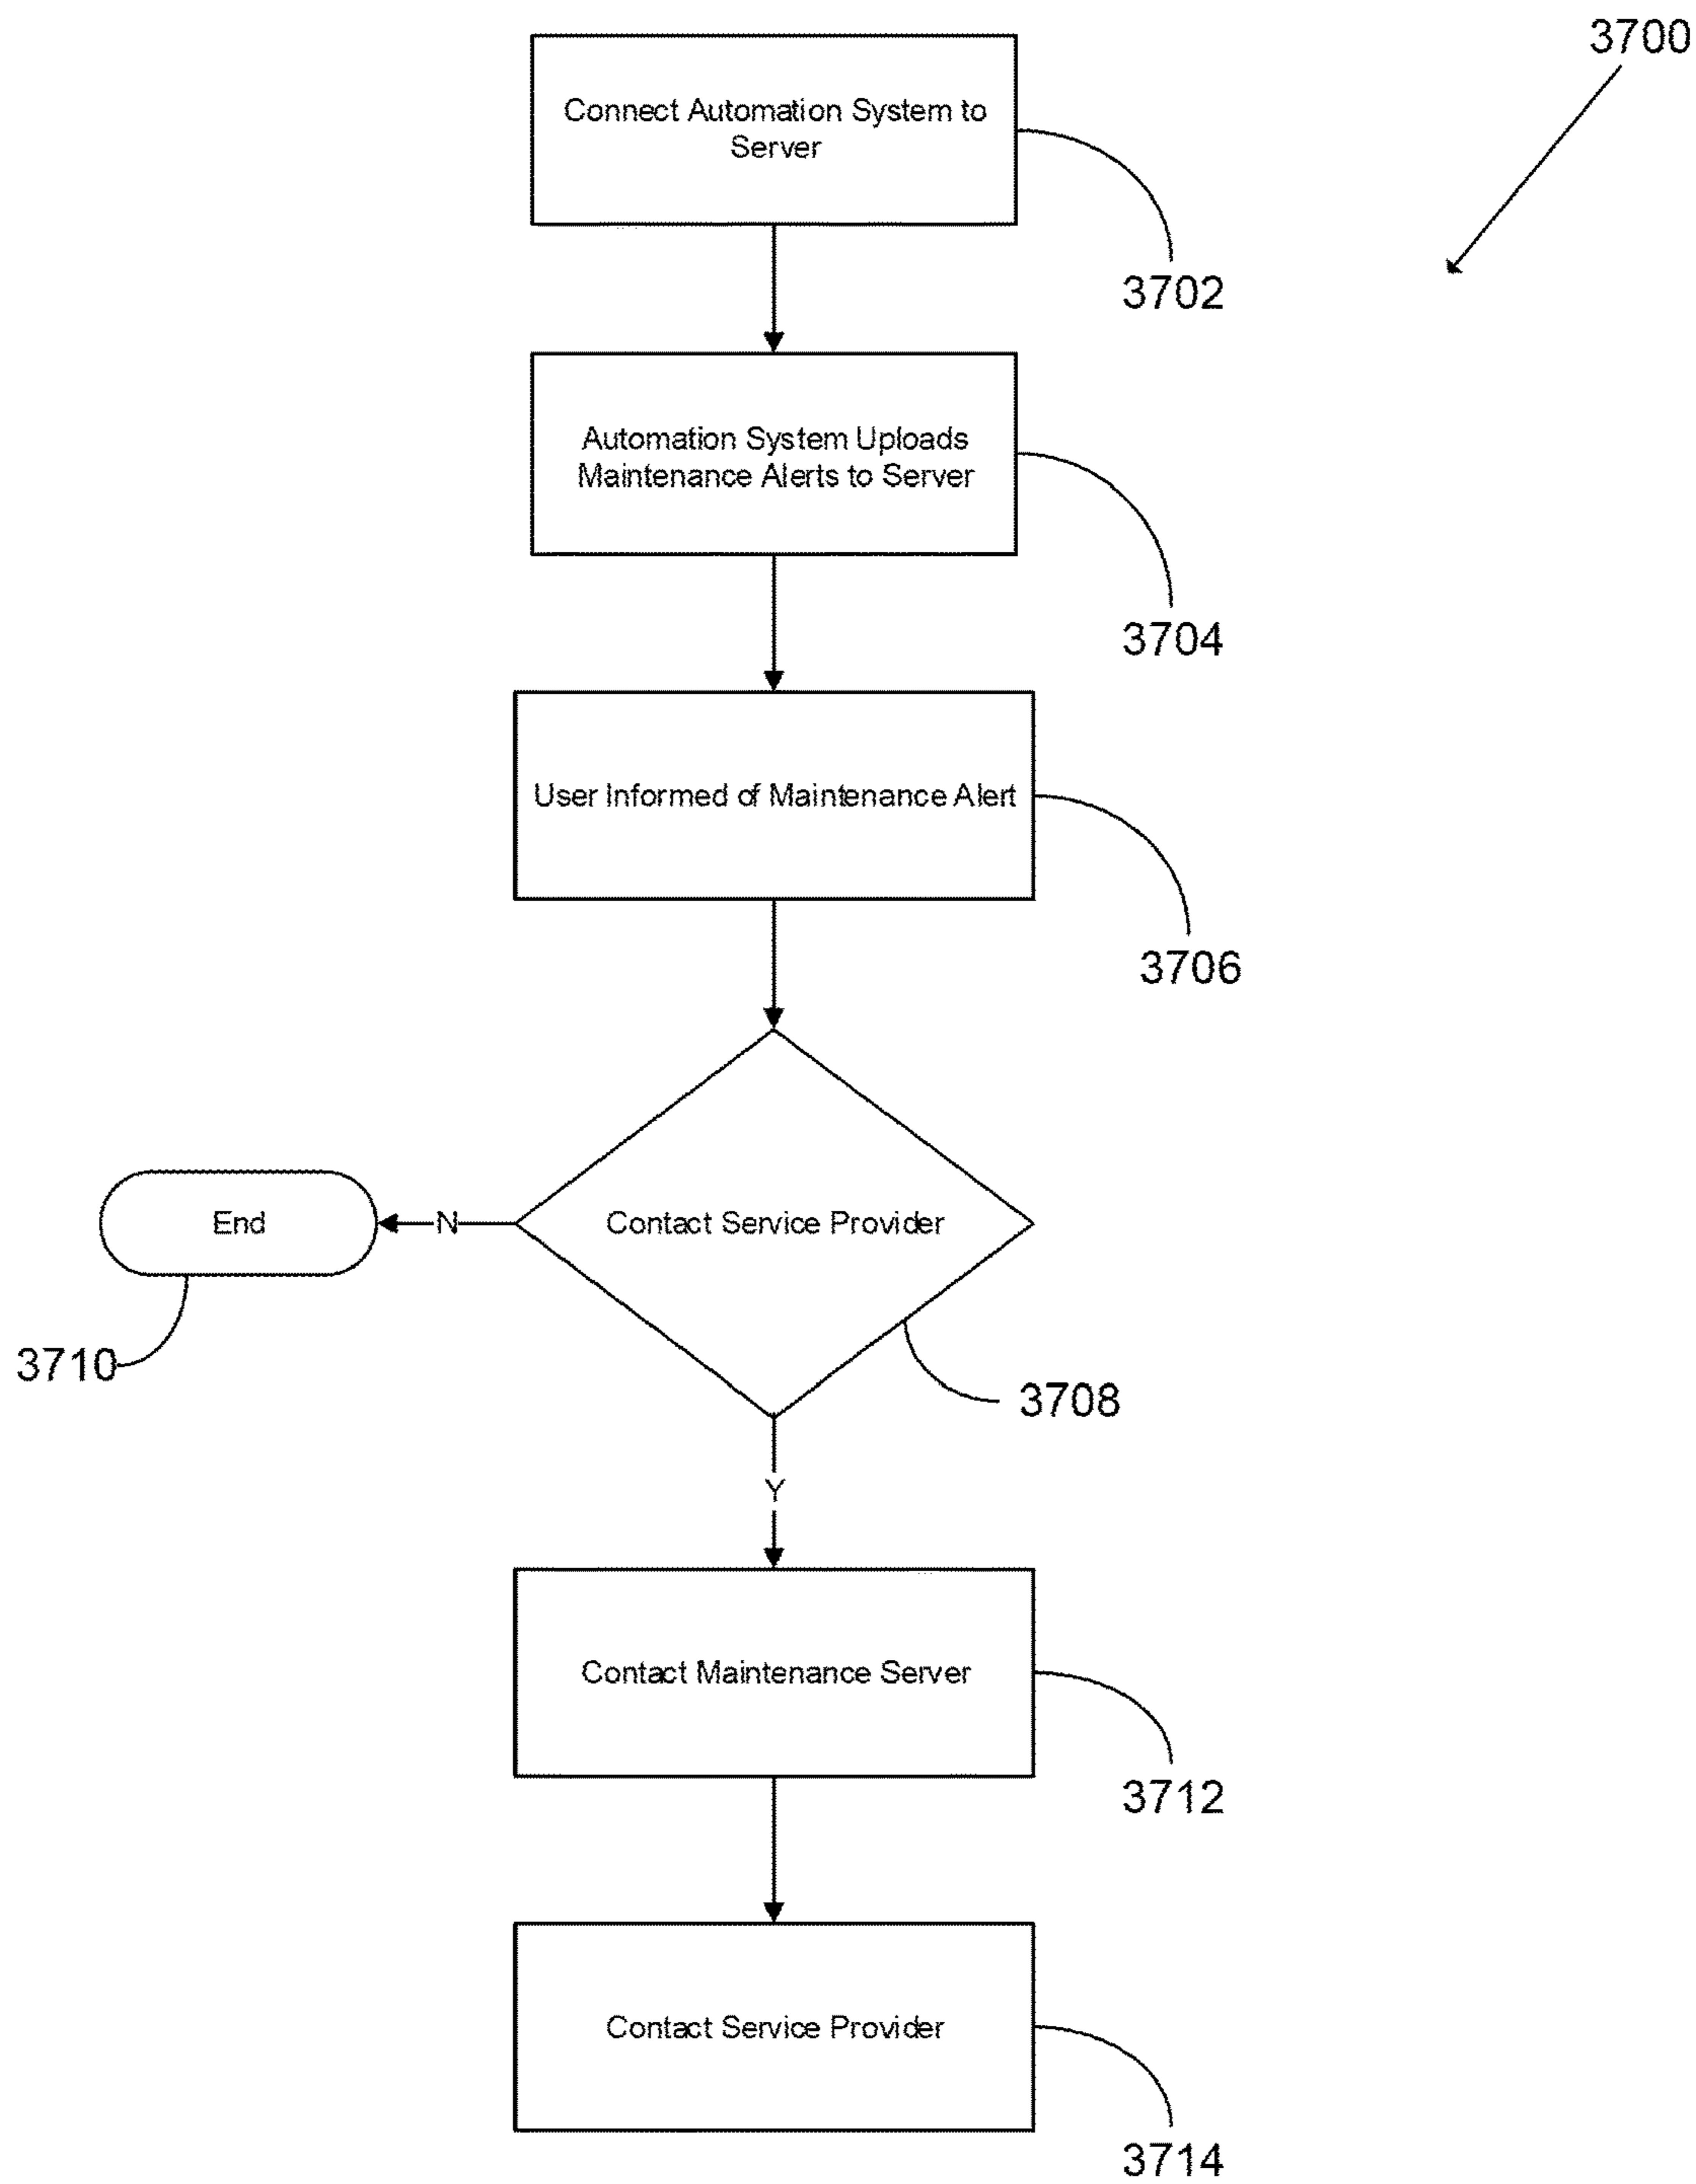 3700
Connect Automation System to
Server
3702
Automation System Uploads
Maintenance Alerts to Server
3704
User Informed of Maintenance Alert
3706
Contact Service Provider
N
End
3710
3708
Y
Contact Maintenance Server
3712
Contact Service Provider
3714